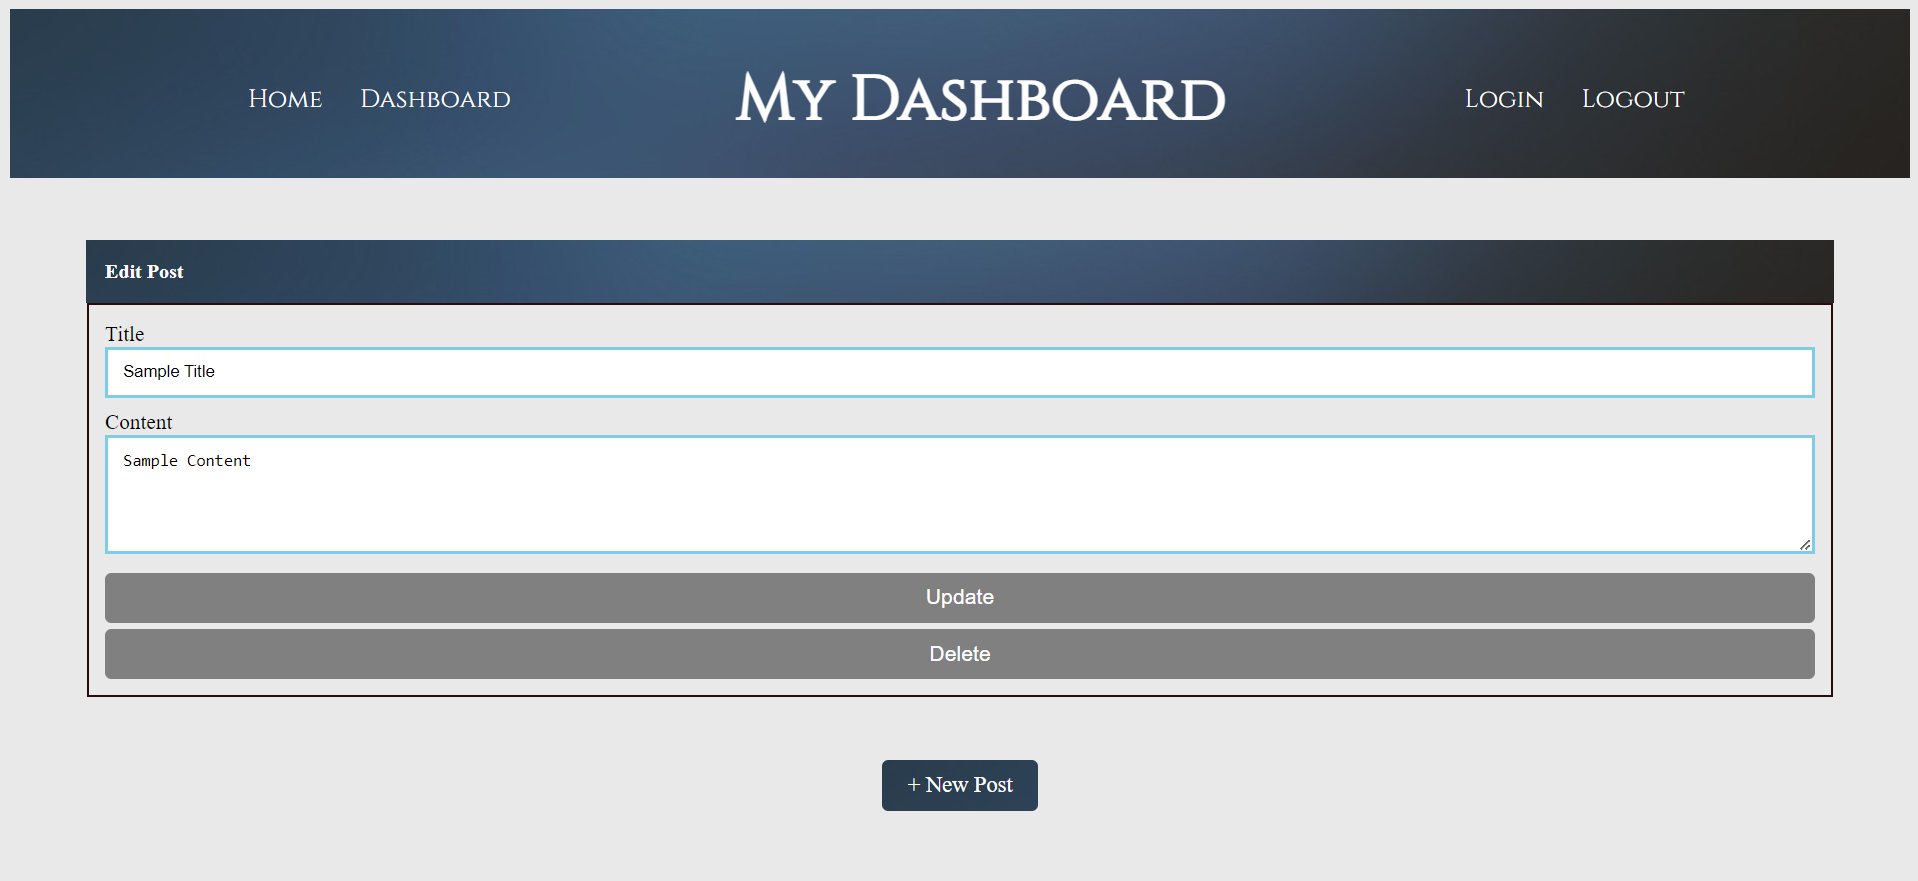 Home Dashboard My Dashboard Login Logout
Edit Post
Title
Sample Title
Content
Sample Content
Update
Delete
+ New Post